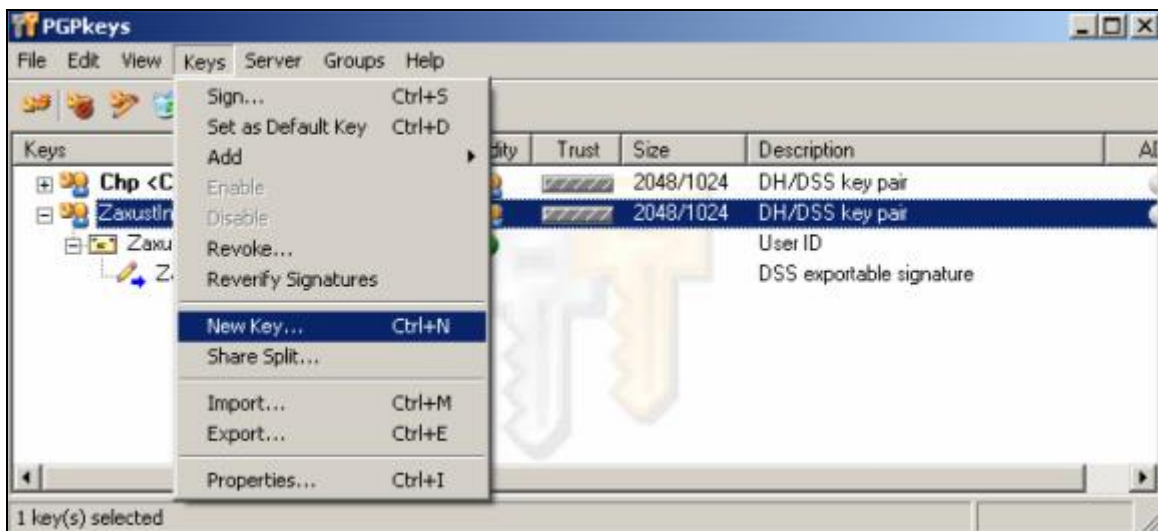 PGPkeys
File Edit View Keys Server Groups Help
Sign... Ctrl+S
Set as Default Key Ctrl+D
Add
Enable
Disable
Revoke...
Reverify Signatures
New Key... Ctrl+N
Share Split...
Import... Ctrl+M
Export... Ctrl+E
Properties... Ctrl+I
Keys dity Trust Size Description AD
Chp <C 2048/1024 DH/DSS key pair
ZaxustIn 2048/1024 DH/DSS key pair
Zaxu User ID
Za DSS exportable signature
1 key(s) selected